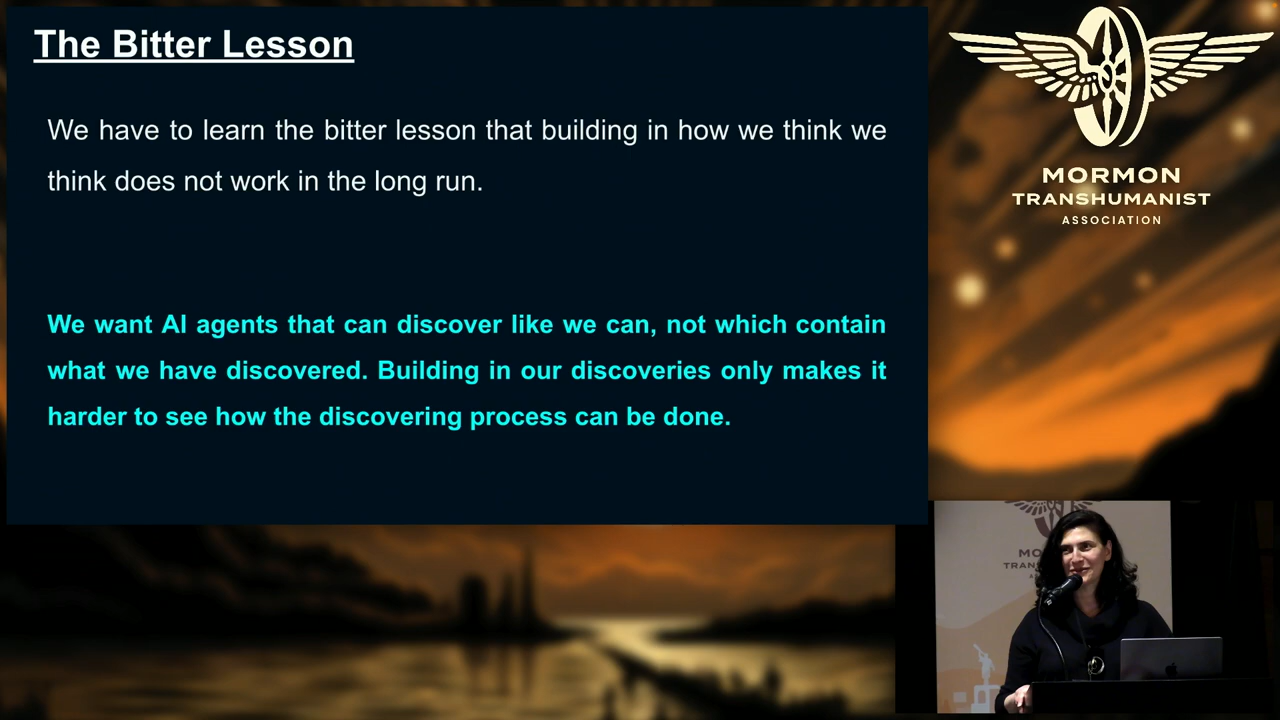 The Bitter Lesson
We have to learn the bitter lesson that building in how we think we
think does not work in the long run.
We want AI agents that can discover like we can, not which contain
what we have discovered. Building in our discoveries only makes it
harder to see how the discovering process can be done.
MORMON
TRANSHUMANIST
ASSOCIATION
MO
TRANS